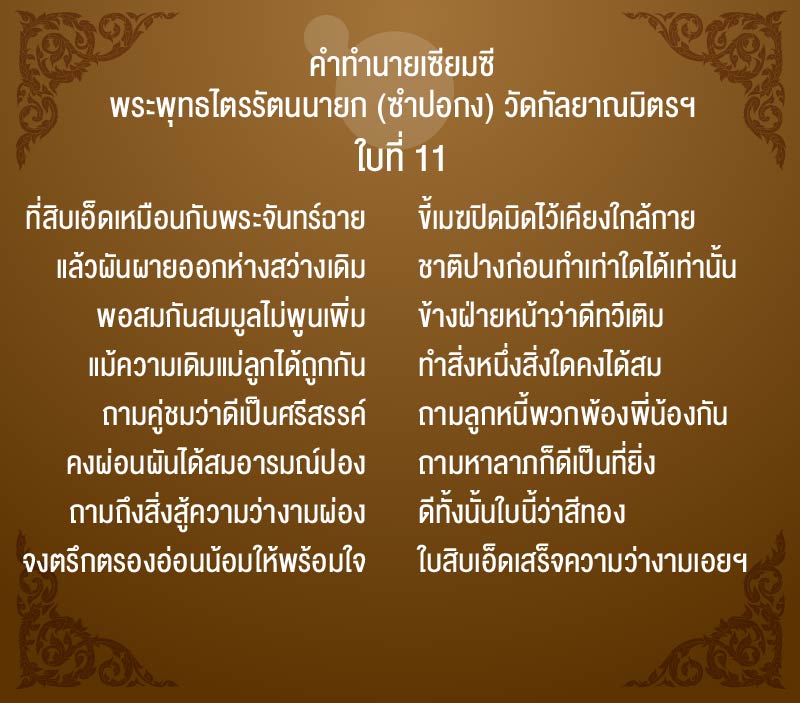 คำทำนายเซียมซี
พระพุทธไตรรัตนนายก (ซำปอกง) วัดกัลยาณมิตรฯ
ใบที่ 11
ที่สิบเอ็ดเหมือนกับพระจันทร์ฉาย ขี้เมฆปิดมิดไว้เคียงใกล้กาย
แล้วผันผายออกห่างสว่างเดิม ชาติปางก่อนทำเท่าใดได้เท่านั้น
พอสมกันสมมูลไม่พูนเพิ่ม ข้างฝ่ายหน้าว่าดีทวีเติม
แม้ความเดิมแม่ลูกได้ถูกกัน ทำสิ่งหนึ่งสิ่งใดคงได้สม
ถามคู่ชมว่าดีเป็นศรีสรรค์ ถามลูกหนี้พวกพ้องพี่น้องกัน
คงผ่อนผันได้สมอารมณ์ปอง ถามหาลาภก็ดีเป็นที่ยิ่ง
ถามถึงสิ่งสู้ความว่างามผ่อง ดีทั้งนั้นใบนี้ว่าสีทอง
จงตรึกตรองอ่อนน้อมให้พร้อมใจ ใบสิบเอ็ดเสร็จความว่างามเอยฯ